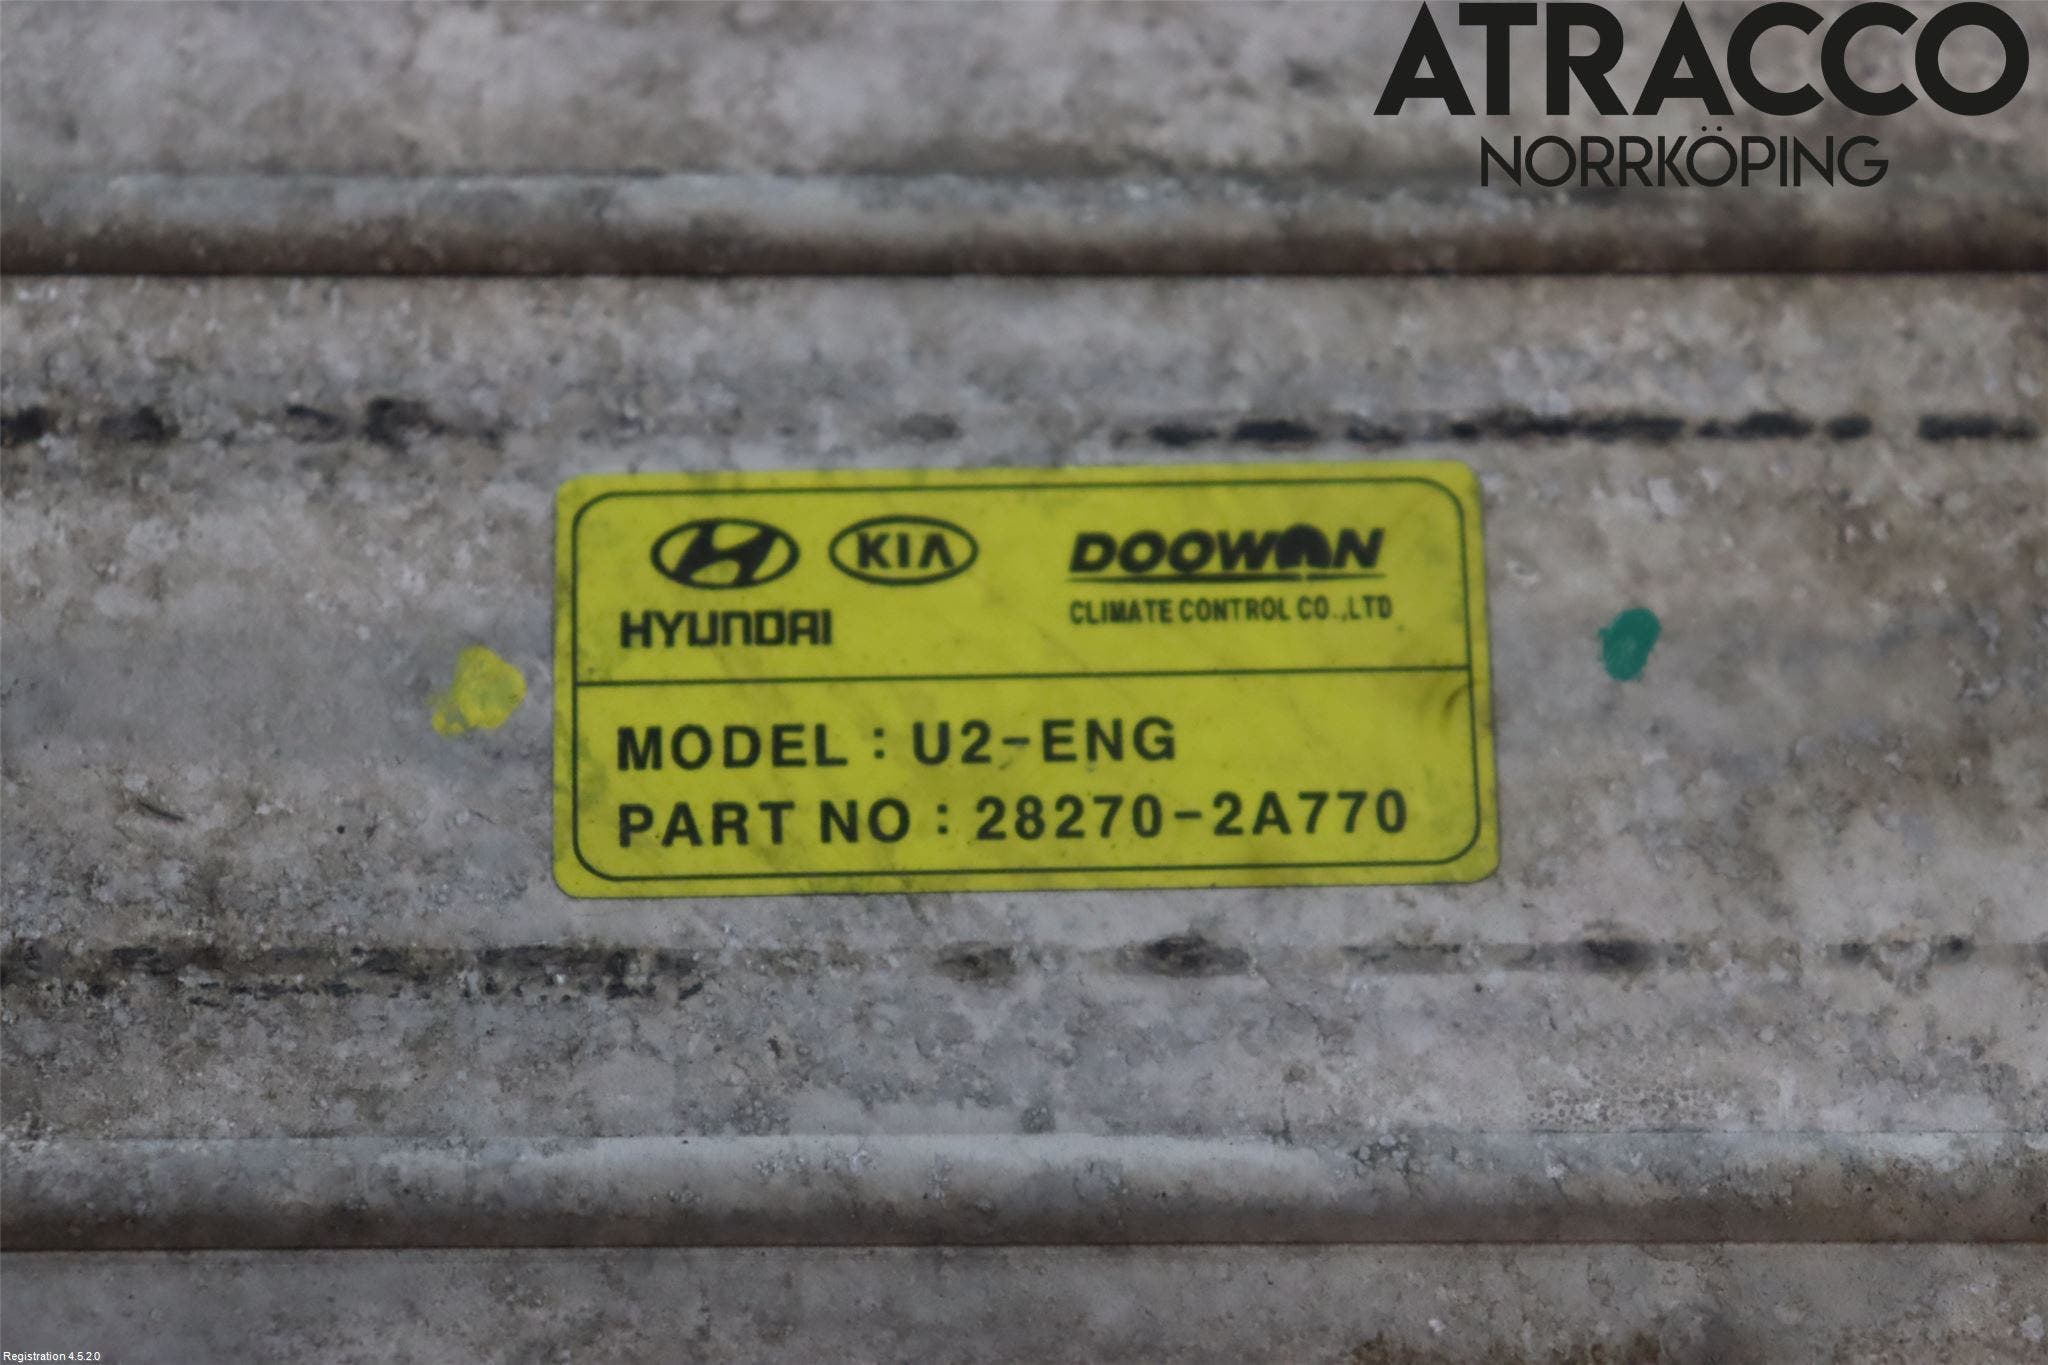 ATRACCO
NORRKÖPING
KIA
HYUNDAI
DOOWON
CLIMATE CONTROL CO.,LTD
MODEL : U2-ENG
PART NO : 28270-2A770
Registration 4.5.2.0